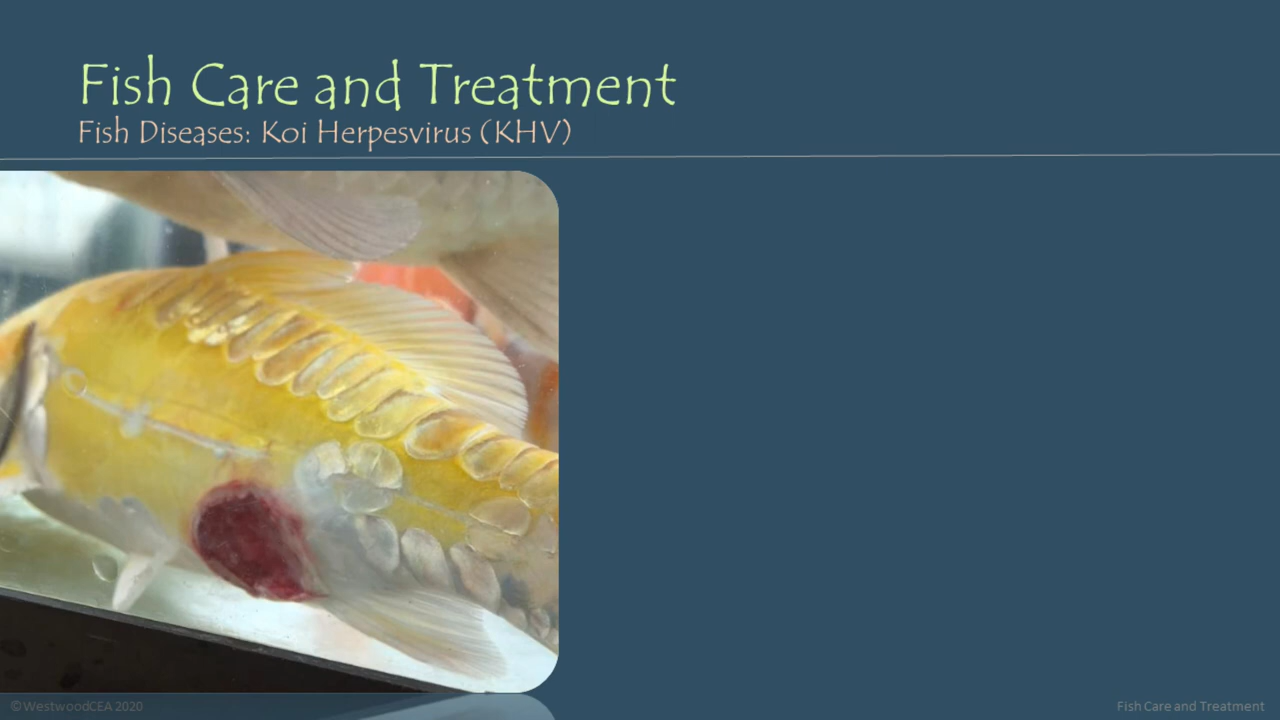 Fish Care and Treatment
Fish Diseases: Koi Herpesvirus (KHV)
©WestwoodCEA 2020
Fish Care and Treatment